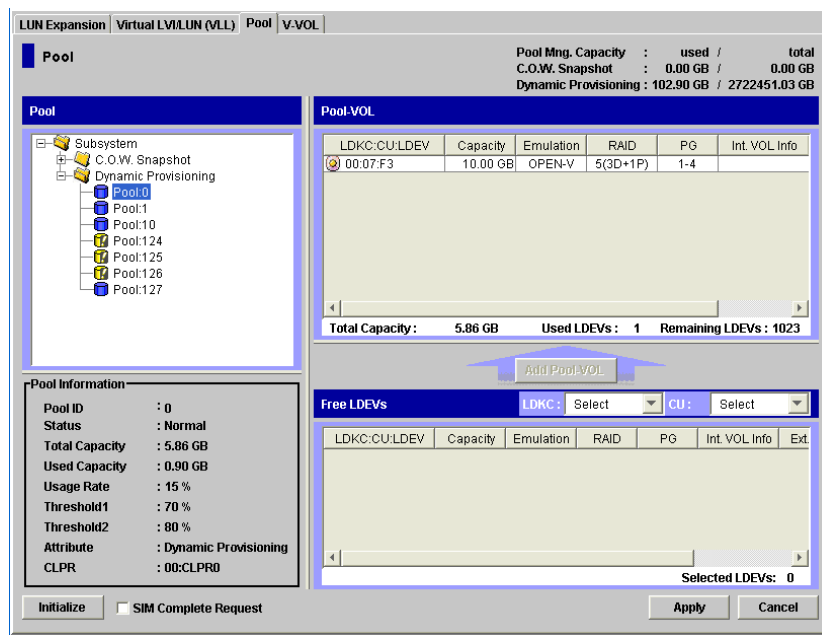 LUN Expansion Virtual LVI/LUN (VLL) Pool V-VOL
Pool
Pool Mng. Capacity : used / total
C.O.W. Snapshot : 0.00 GB / 0.00 GB
Dynamic Provisioning : 102.90 GB / 2722451.03 GB
Pool
Subsystem
C.O.W. Snapshot
Dynamic Provisioning
Pool:0
Pool:1
Pool:10
Pool:124
Pool:125
Pool:126
Pool:127
Pool Information
Pool ID : 0
Status : Normal
Total Capacity : 5.86 GB
Used Capacity : 0.90 GB
Usage Rate : 15 %
Threshold1 : 70 %
Threshold2 : 80 %
Attribute : Dynamic Provisioning
CLPR : 00:CLPR0
Pool-VOL
LDKC:CU:LDEV Capacity Emulation RAID PG Int. VOL Info
00:07:F3 10.00 GB OPEN-V 5(3D+1P) 1-4
Total Capacity : 5.86 GB Used LDEVs : 1 Remaining LDEVs : 1023
Add Pool-VOL
Free LDEVs LDKC : Select CU : Select
LDKC:CU:LDEV Capacity Emulation RAID PG Int. VOL Info Ext.
Selected LDEVs: 0
Initialize SIM Complete Request Apply Cancel